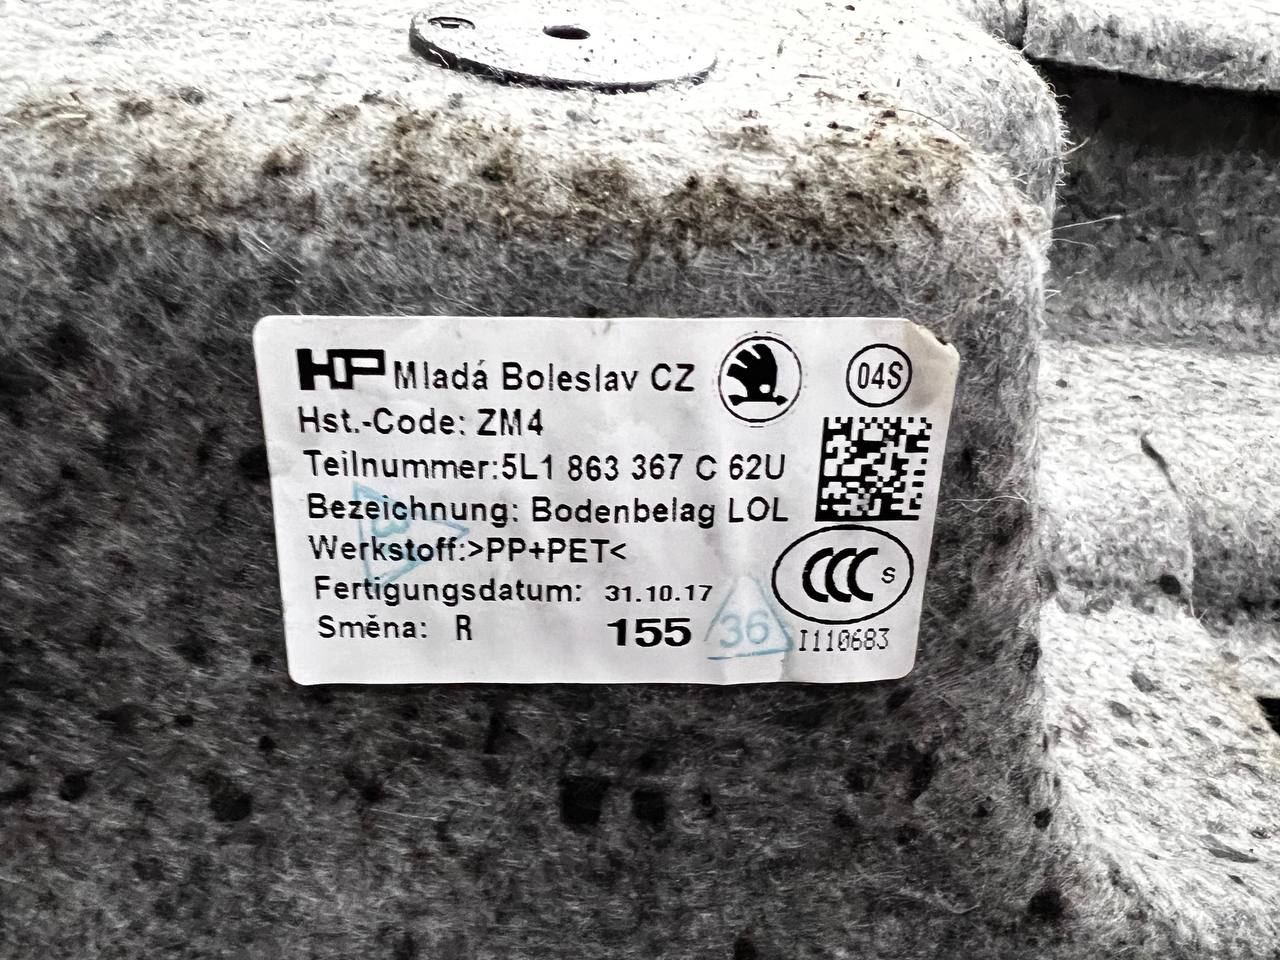 HP Mladá Boleslav CZ
04S
Hst.-Code: ZM4
Teilnummer:5L1 863 367 C 62U
Bezeichnung: Bodenbelag LOL
Werkstoff:>PP+PET<
CCC S
Fertigungsdatum: 31.10.17
Směna: R 155 36 I110683